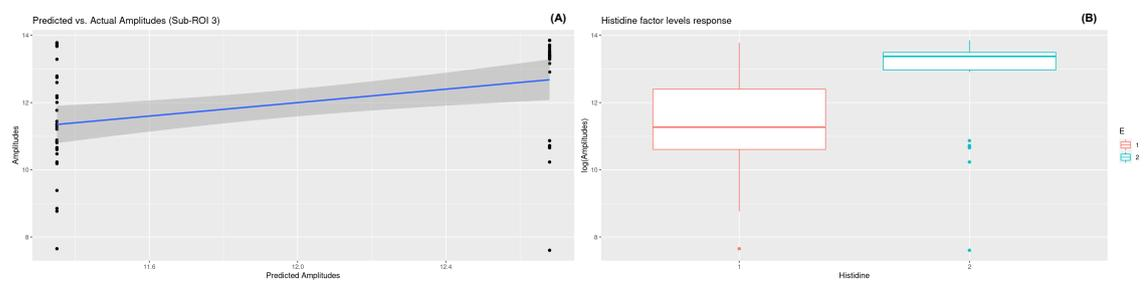 Predicted vs. Actual Amplitudes (Sub-ROI 3)
(A)
14
12
10
8
Amplitudes
11.6
12.0
12.4
Predicted Amplitudes
Histidine factor levels response
(B)
14
12
10
8
log(Amplitudes)
1
2
Histidine
E
1
2